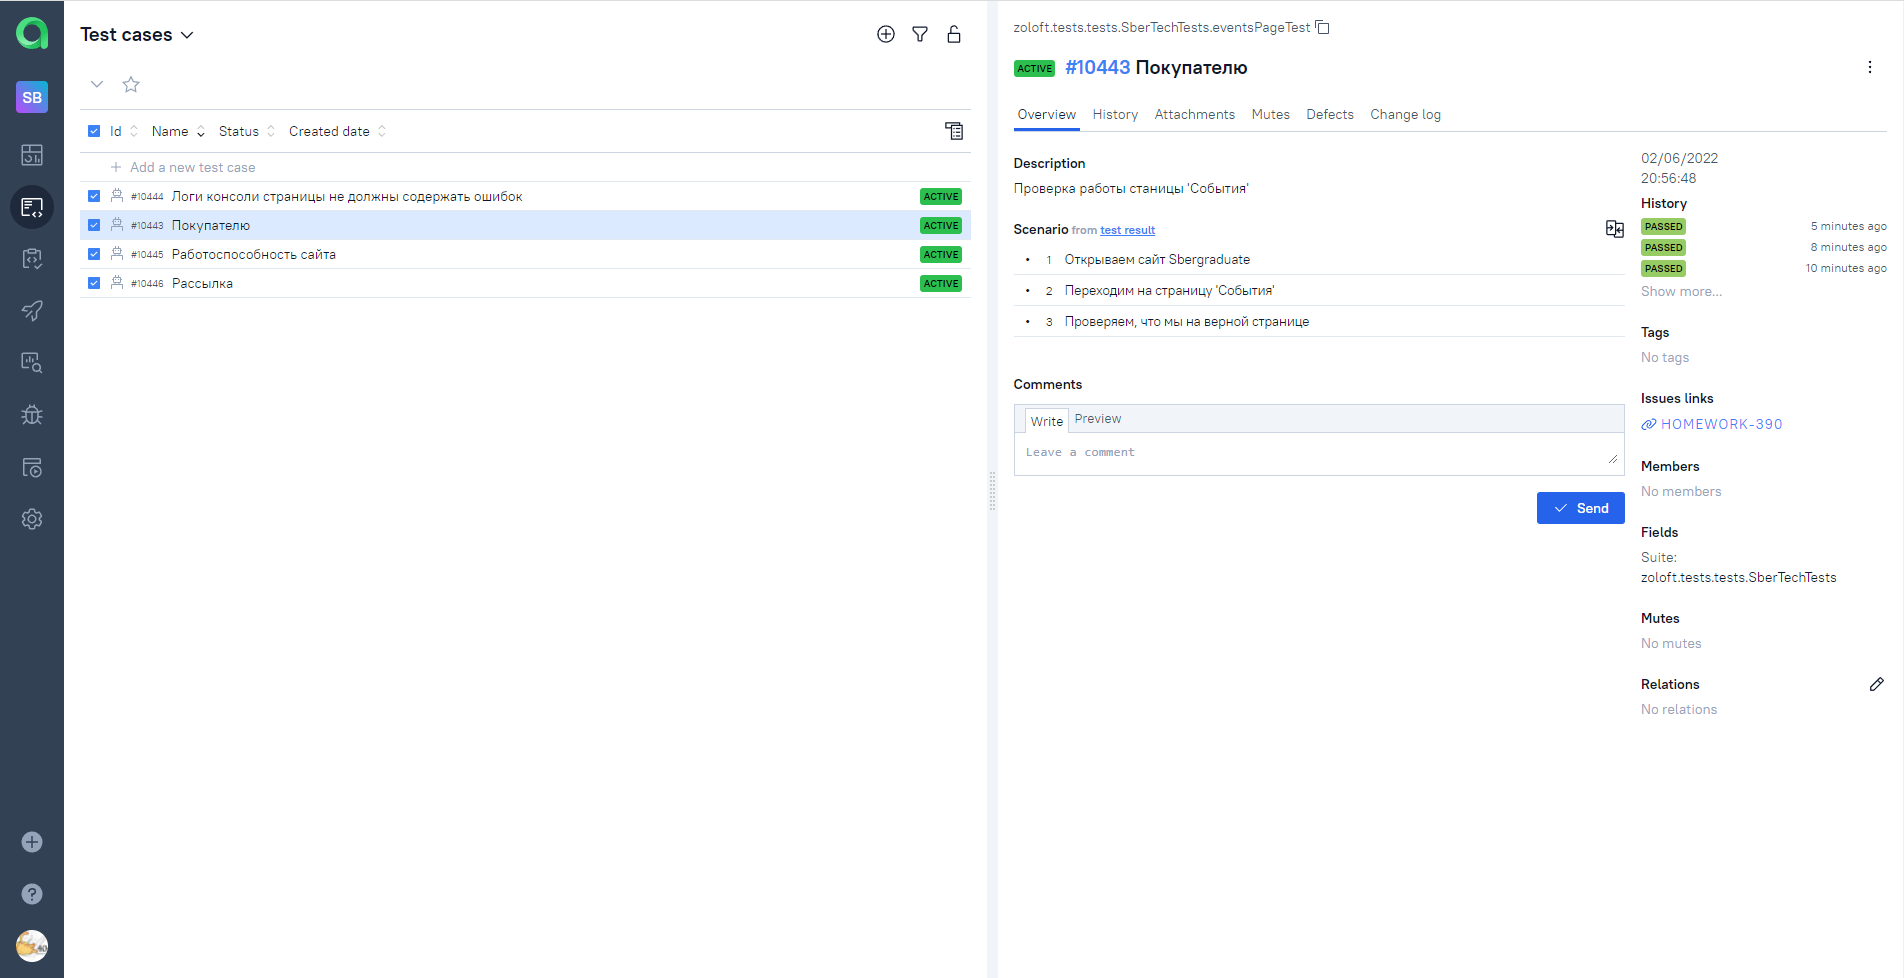 SB
Test cases
Id Name Status Created date
Add a new test case
#10444 Логи консоли страницы не должны содержать ошибок ACTIVE
#10443 Покупателю ACTIVE
#10445 Работоспособность сайта ACTIVE
#10446 Рассылка ACTIVE
zoloft.tests.tests.SberTechTests.eventsPageTest
ACTIVE #10443 Покупателю
Overview History Attachments Mutes Defects Change log
Description
Проверка работы станицы 'События'
Scenario from test result
• 1 Открываем сайт Sbergraduate
• 2 Переходим на страницу 'События'
• 3 Проверяем, что мы на верной странице
Comments
Write Preview
Leave a comment
Send
02/06/2022
20:56:48
History
PASSED 5 minutes ago
PASSED 8 minutes ago
PASSED 10 minutes ago
Show more...
Tags
No tags
Issues links
HOMEWORK-390
Members
No members
Fields
Suite:
zoloft.tests.tests.SberTechTests
Mutes
No mutes
Relations
No relations